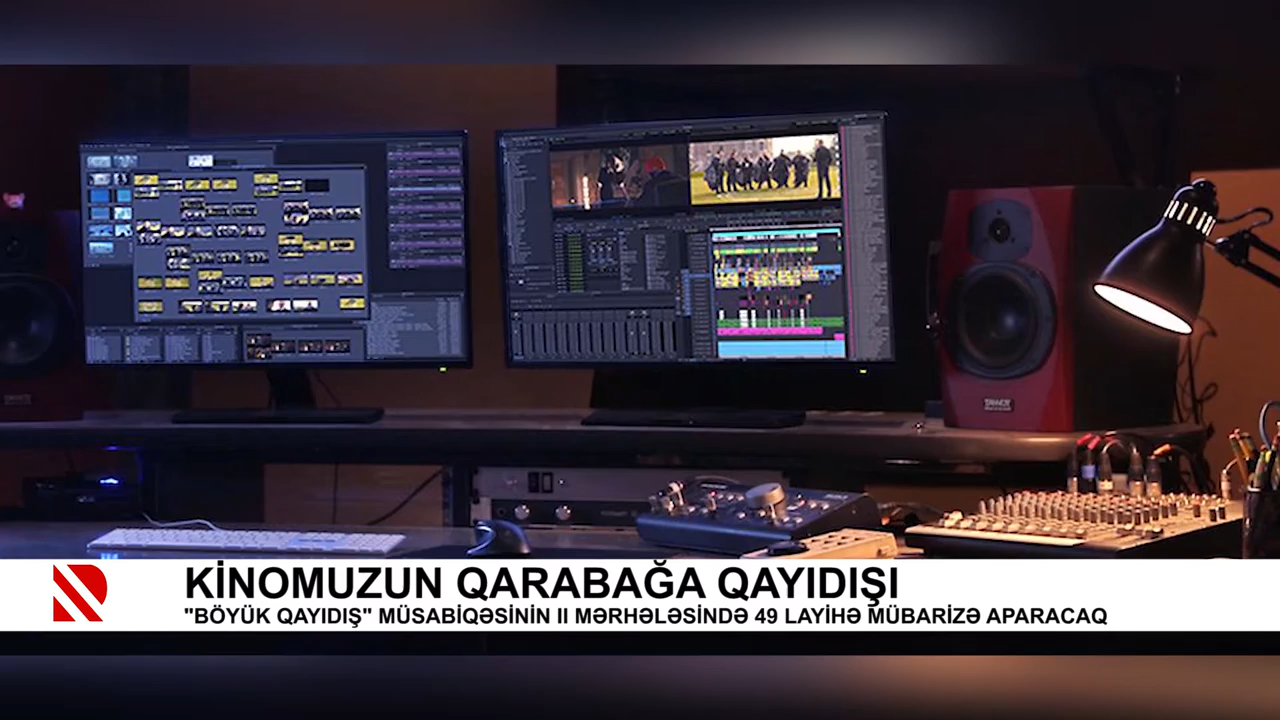 KİNOMUZUN QARABAĞA QAYIDIŞI
"BÖYÜK QAYIDIŞ" MÜSABİQƏSİNİN II MƏRHƏLƏSİNDƏ 49 LAYİHƏ MÜBARİZƏ APARACAQ